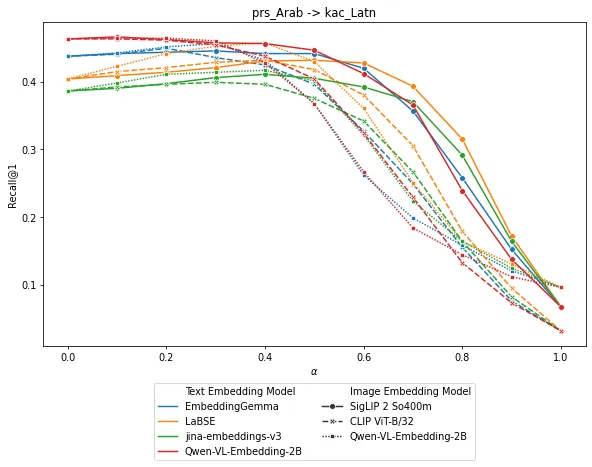 prs_Arab -> kac_Latn
0.4
0.3
0.2
0.1
Recall@1
0.0 0.2 0.4 0.6 0.8 1.0
α
Text Embedding Model
EmbeddingGemma
LaBSE
jina-embeddings-v3
Qwen-VL-Embedding-2B
Image Embedding Model
SigLIP 2 So400m
CLIP ViT-B/32
Qwen-VL-Embedding-2B